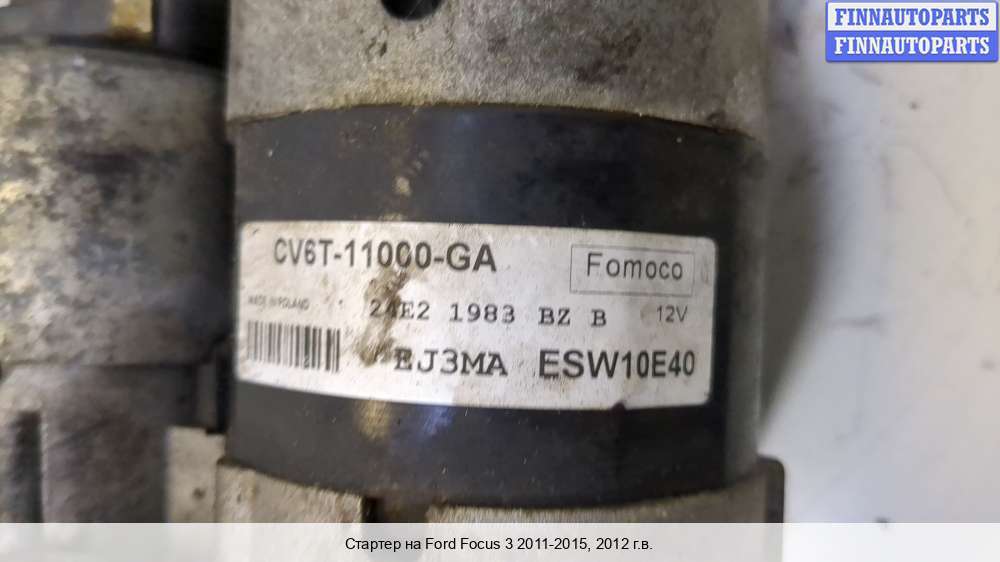 FINNAUTOPARTS
FINNAUTOPARTS
CV6T-11000-GA
Fomoco
MADE IN POLAND
24E2 1983 BZ B 12V
EJ3MA ESW10E40
Стартер на Ford Focus 3 2011-2015, 2012 г.в.